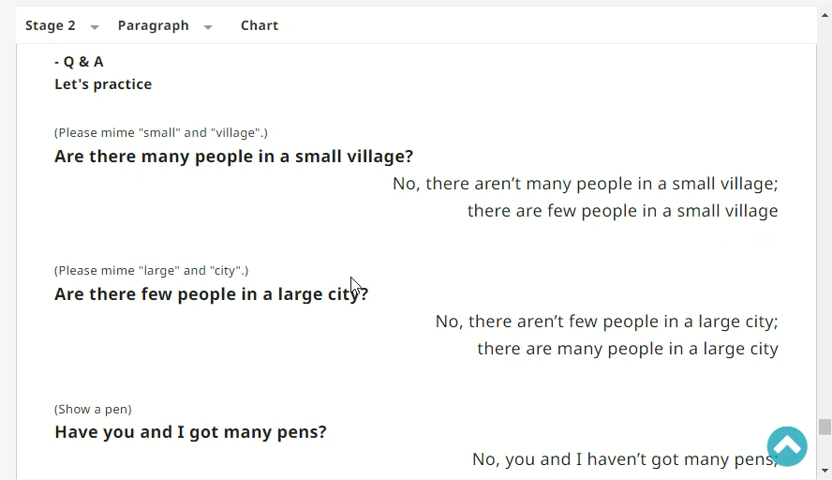 Stage 2 Paragraph Chart
- Q & A
Let's practice
(Please mime "small" and "village".)
Are there many people in a small village?
No, there aren’t many people in a small village;
there are few people in a small village
(Please mime "large" and "city".)
Are there few people in a large city?
No, there aren’t few people in a large city;
there are many people in a large city
(Show a pen)
Have you and I got many pens?
No, you and I haven’t got many pens;